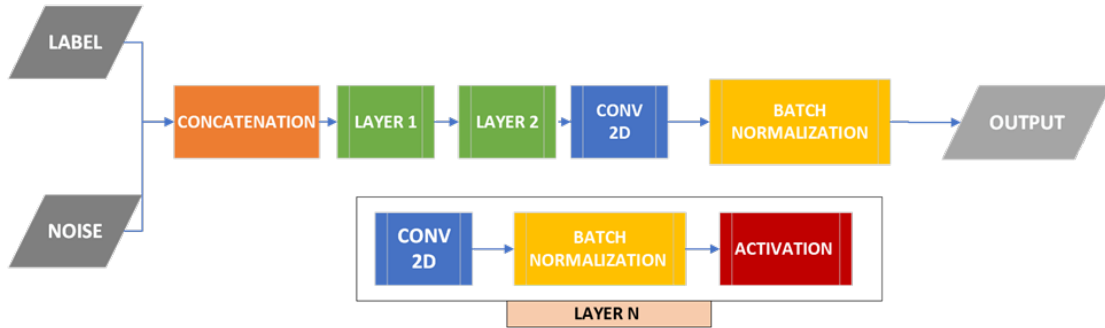 LABEL
CONCATENATION
LAYER 1
LAYER 2
CONV
2D
BATCH
NORMALIZATION
OUTPUT
NOISE
CONV
2D
BATCH
NORMALIZATION
ACTIVATION
LAYER N